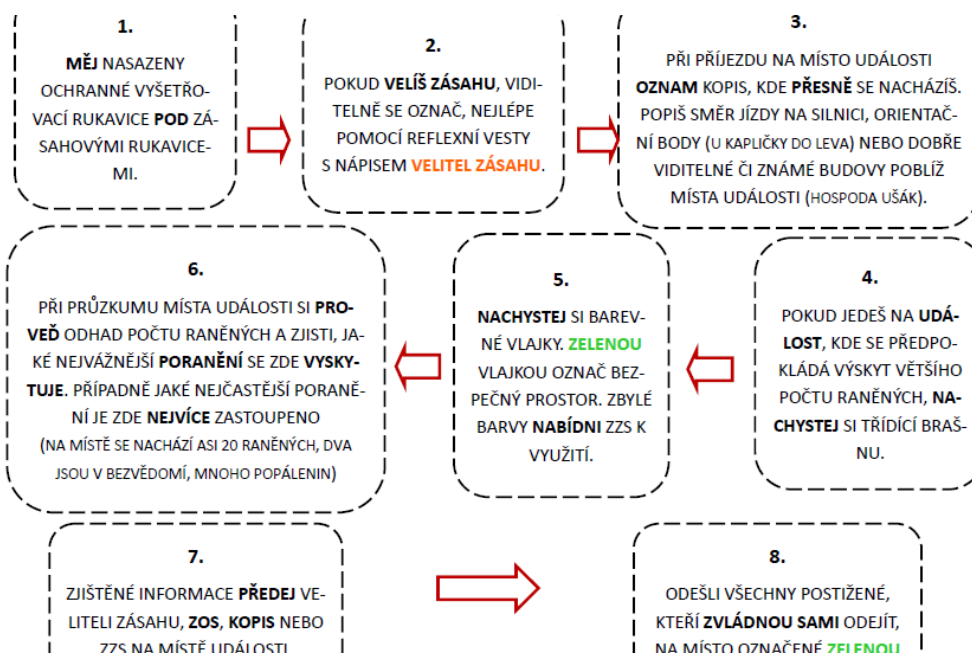 1.
MĚJ NASAZENY
OCHRANNÉ VYŠETŘO-
VACÍ RUKAVICE POD ZÁ-
SAHOVÝMI RUKAVICE-
MI.
2.
POKUD VELÍŠ ZÁSAHU, VIDI-
TELNĚ SE OZNAČ, NEJLÉPE
POMOCÍ REFLEXNÍ VESTY
S NÁPISEM VELITEL ZÁSAHU.
3.
PŘI PŘÍJEZDU NA MÍSTO UDÁLOSTI
OZNAM KOPIS, KDE PŘESNĚ SE NACHÁZÍŠ.
POPIŠ SMĚR JÍZDY NA SILNICI, ORIENTAČ-
NÍ BODY (U KAPLIČKY DO LEVA) NEBO DOBŘE
VIDITELNÉ ČI ZNÁMÉ BUDOVY POBLÍŽ
MÍSTA UDÁLOSTI (HOSPODA UŠÁK).
4.
POKUD JEDEŠ NA UDÁ-
LOST, KDE SE PŘEDPO-
KLÁDÁ VÝSKYT VĚTŠÍHO
POČTU RANĚNÝCH, NA-
CHYSTEJ SI TŘÍDÍCÍ BRAŠ-
NU.
5.
NACHYSTEJ SI BAREV-
NÉ VLAJKY. ZELENOU
VLAJKOU OZNAČ BEZ-
PEČNÝ PROSTOR. ZBYLÉ
BARVY NABÍDNI ZZS K
VYUŽITÍ.
6.
PŘI PRŮZKUMU MÍSTA UDÁLOSTI SI PRO-
VEĎ ODHAD POČTU RANĚNÝCH A ZJISTI, JA-
KÉ NEJVÁŽNĚJŠÍ PORANĚNÍ SE ZDE VYSKY-
TUJE. PŘÍPADNĚ JAKÉ NEJČASTĚJŠÍ PORANĚ-
NÍ JE ZDE NEJVÍCE ZASTOUPENO
(NA MÍSTĚ SE NACHÁZÍ ASI 20 RANĚNÝCH, DVA
JSOU V BEZVĚDOMÍ, MNOHO POPÁLENIN)
7.
ZJIŠTĚNÉ INFORMACE PŘEDEJ VE-
LITELI ZÁSAHU, ZOS, KOPIS NEBO
ZZS NA MÍSTĚ UDÁLOSTI
8.
ODEŠLI VŠECHNY POSTIŽENÉ,
KTEŘÍ ZVLÁDNOU SAMI ODEJÍT,
NA MÍSTO OZNAČENÉ ZELENOU